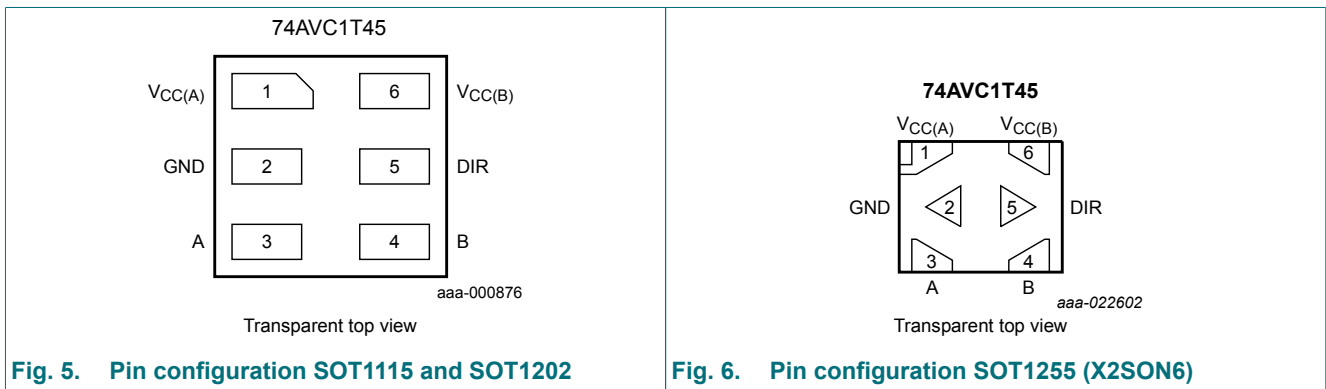 74AVC1T45
VCC(A) 1 6 VCC(B)
GND 2 5 DIR
A 3 4 B
aaa-000876
Transparent top view
Fig. 5. Pin configuration SOT1115 and SOT1202
74AVC1T45
VCC(A) VCC(B)
1 6
GND 2 5 DIR
3 4
A B
aaa-022602
Transparent top view
Fig. 6. Pin configuration SOT1255 (X2SON6)